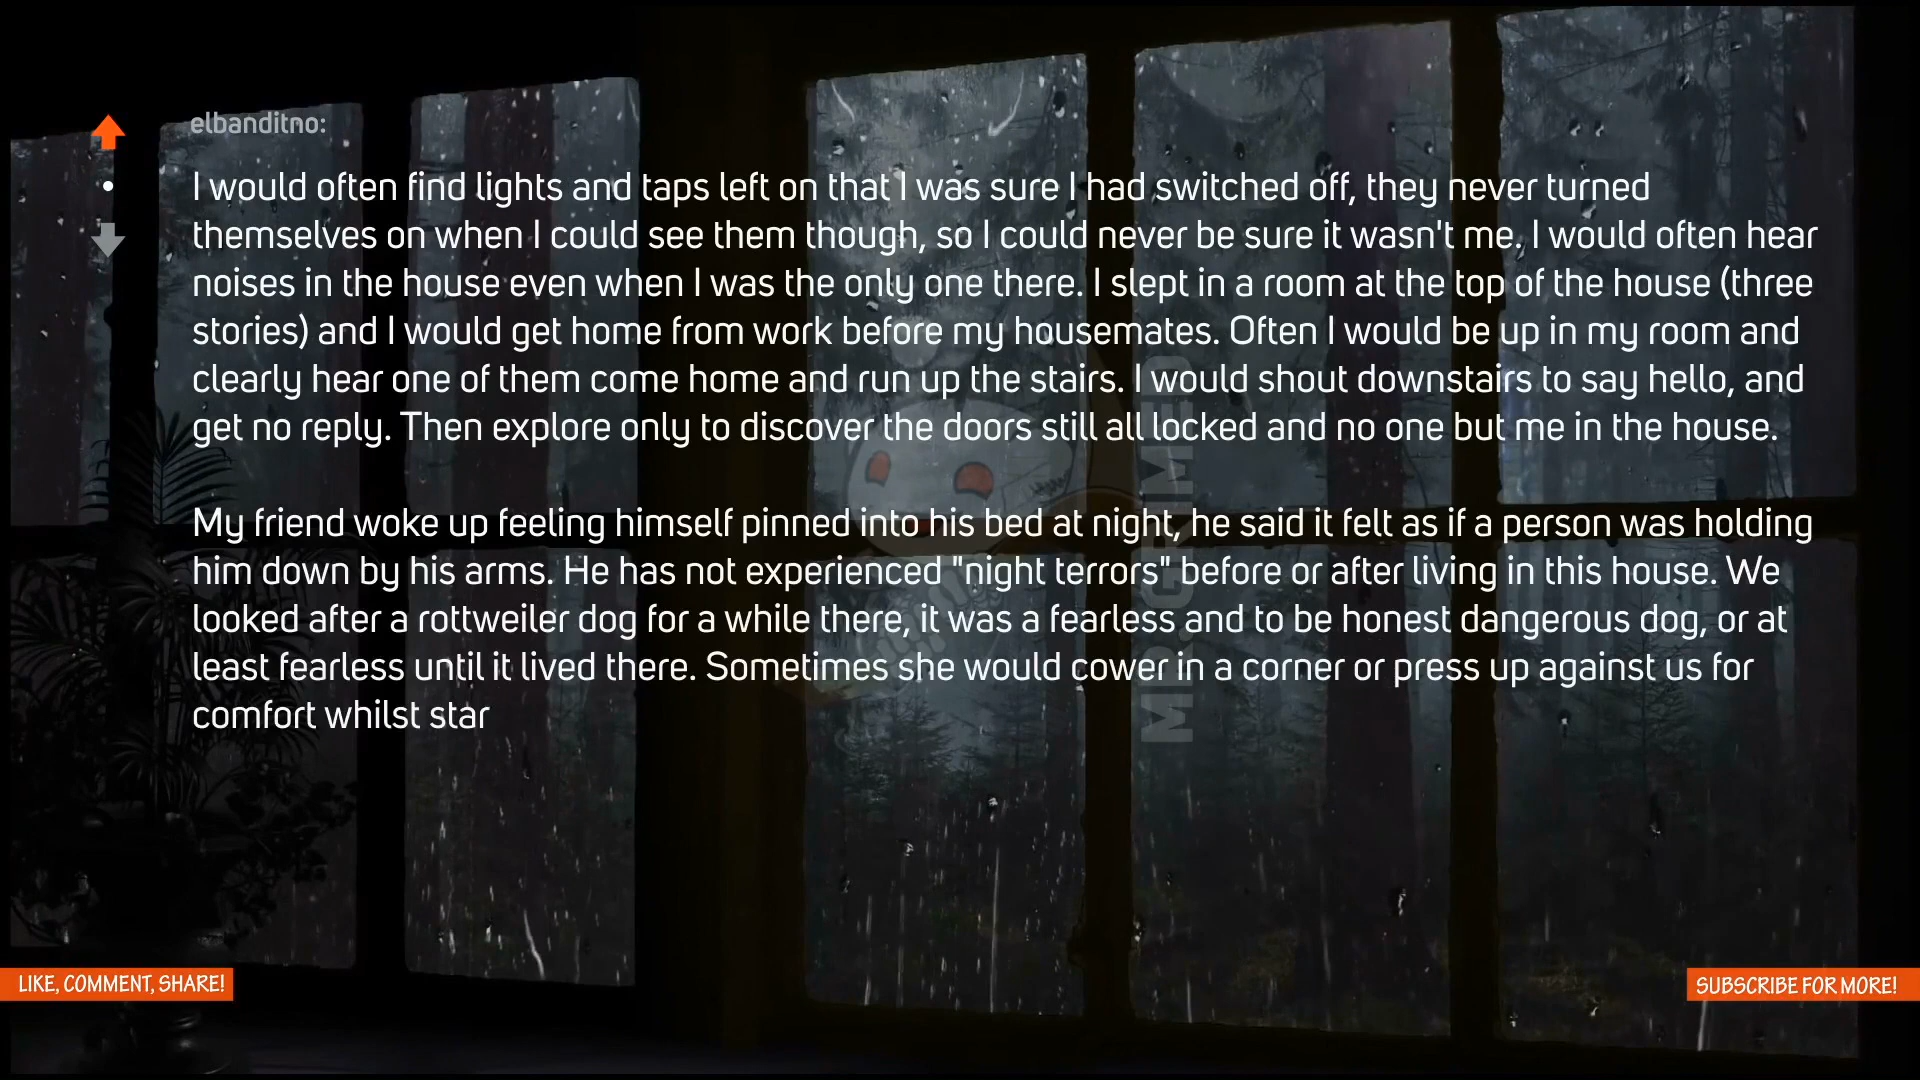 elbanditno:
I would often find lights and taps left on that I was sure I had switched off, they never turned
themselves on when I could see them though, so I could never be sure it wasn't me. I would often hear
noises in the house even when I was the only one there. I slept in a room at the top of the house (three
stories) and I would get home from work before my housemates. Often I would be up in my room and
clearly hear one of them come home and run up the stairs. I would shout downstairs to say hello, and
get no reply. Then explore only to discover the doors still all locked and no one but me in the house.
My friend woke up feeling himself pinned into his bed at night, he said it felt as if a person was holding
him down by his arms. He has not experienced "night terrors" before or after living in this house. We
looked after a rottweiler dog for a while there, it was a fearless and to be honest dangerous dog, or at
least fearless until it lived there. Sometimes she would cower in a corner or press up against us for
comfort whilst star
MR.GRIMED
LIKE, COMMENT, SHARE!
SUBSCRIBE FOR MORE!